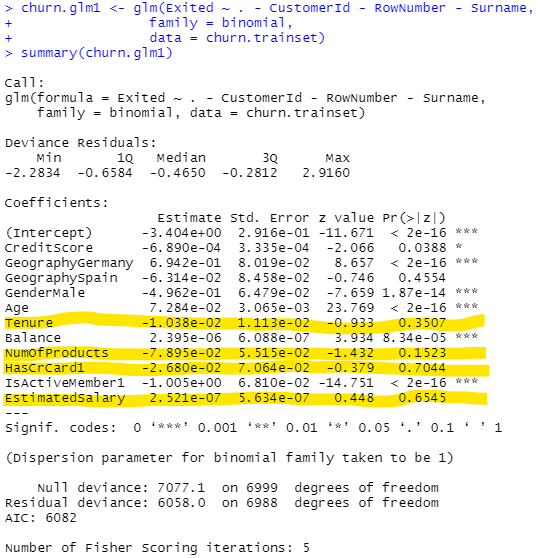 > churn.glm1 <- glm(Exited ~ . - CustomerId - RowNumber - Surname,
+ family = binomial,
+ data = churn.trainset)
> summary(churn.glm1)
Call:
glm(formula = Exited ~ . - CustomerId - RowNumber - Surname,
family = binomial, data = churn.trainset)
Deviance Residuals:
Min 1Q Median 3Q Max
-2.2834 -0.6584 -0.4650 -0.2812 2.9160
Coefficients:
Estimate Std. Error z value Pr(>|z|)
(Intercept) -3.404e+00 2.916e-01 -11.671 < 2e-16 ***
CreditScore -6.890e-04 3.335e-04 -2.066 0.0388 *
GeographyGermany 6.942e-01 8.019e-02 8.657 < 2e-16 ***
GeographySpain -6.314e-02 8.458e-02 -0.746 0.4554
GenderMale -4.962e-01 6.479e-02 -7.659 1.87e-14 ***
Age 7.284e-02 3.065e-03 23.769 < 2e-16 ***
Tenure -1.038e-02 1.113e-02 -0.933 0.3507
Balance 2.395e-06 6.088e-07 3.934 8.34e-05 ***
NumOfProducts -7.895e-02 5.515e-02 -1.432 0.1523
HasCrCard1 -2.680e-02 7.064e-02 -0.379 0.7044
IsActiveMember1 -1.005e+00 6.810e-02 -14.751 < 2e-16 ***
EstimatedSalary 2.521e-07 5.634e-07 0.448 0.6545
---
Signif. codes: 0 ‘***’ 0.001 ‘**’ 0.01 ‘*’ 0.05 ‘.’ 0.1 ‘ ’ 1
(Dispersion parameter for binomial family taken to be 1)
Null deviance: 7077.1 on 6999 degrees of freedom
Residual deviance: 6058.0 on 6988 degrees of freedom
AIC: 6082
Number of Fisher Scoring iterations: 5